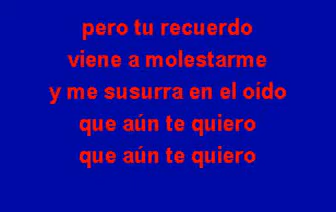 pero tu recuerdo
viene a molestarme
y me susurra en el oído
que aún te quiero
que aún te quiero